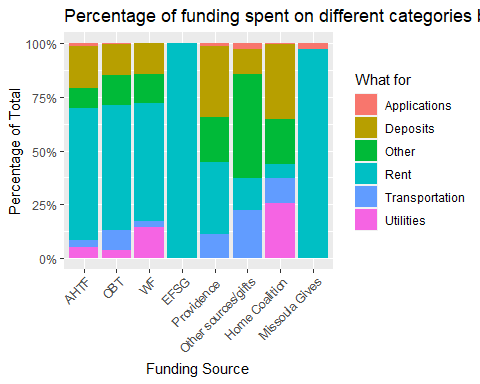 Percentage of funding spent on different categories
100%
75%
50%
25%
0%
Percentage of Total
AHTF
OBT
WF
EFSG
Providence
Other sources/gifts
Home Coalition
Missoula Gives
Funding Source
What for
Applications
Deposits
Other
Rent
Transportation
Utilities